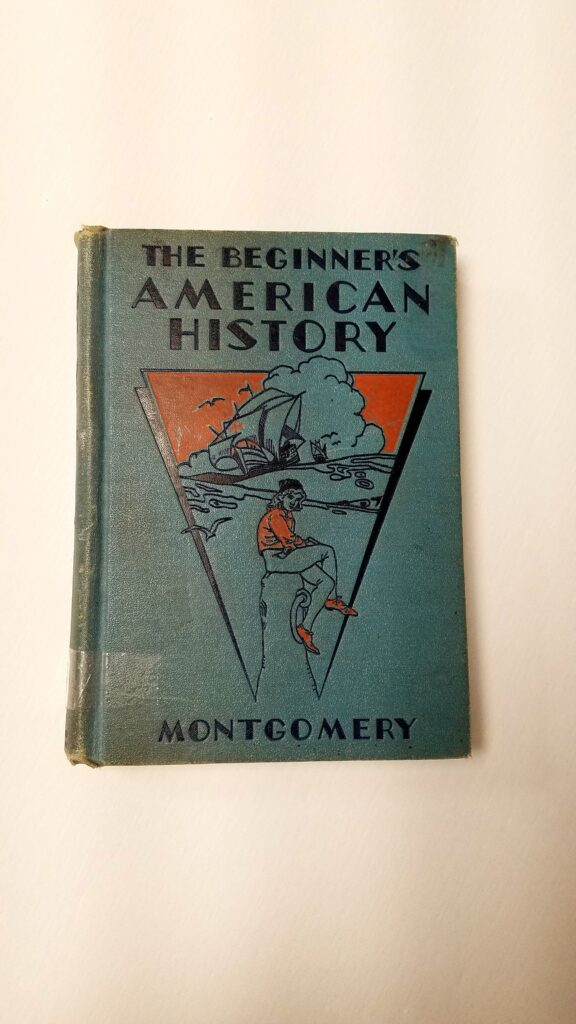 THE BEGINNER'S
AMERICAN
HISTORY
MONTGOMERY